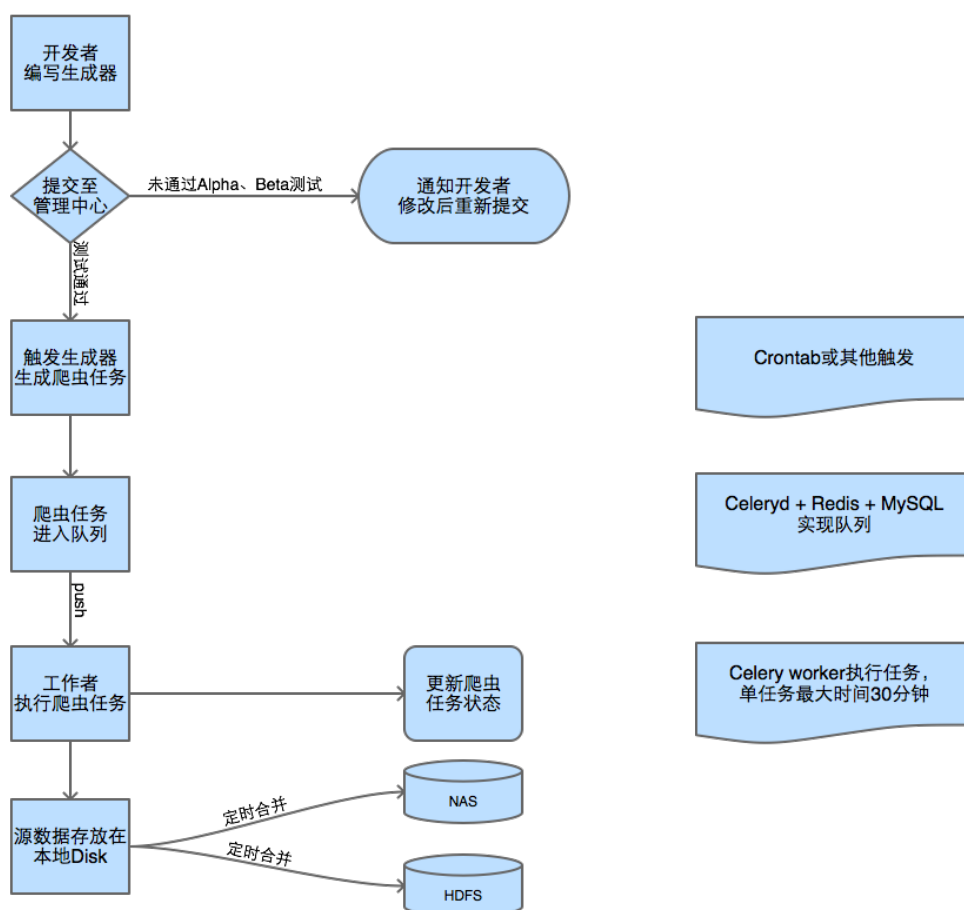 开发者
编写生成器
提交至
管理中心
未通过Alpha、Beta测试
通知开发者
修改后重新提交
测试通过
触发生成器
生成爬虫任务
Crontab或其他触发
爬虫任务
进入队列
Celeryd + Redis + MySQL
实现队列
push
工作者
执行爬虫任务
更新爬虫
任务状态
Celery worker执行任务，
单任务最大时间30分钟
源数据存放在
本地Disk
定时合并
NAS
定时合并
HDFS